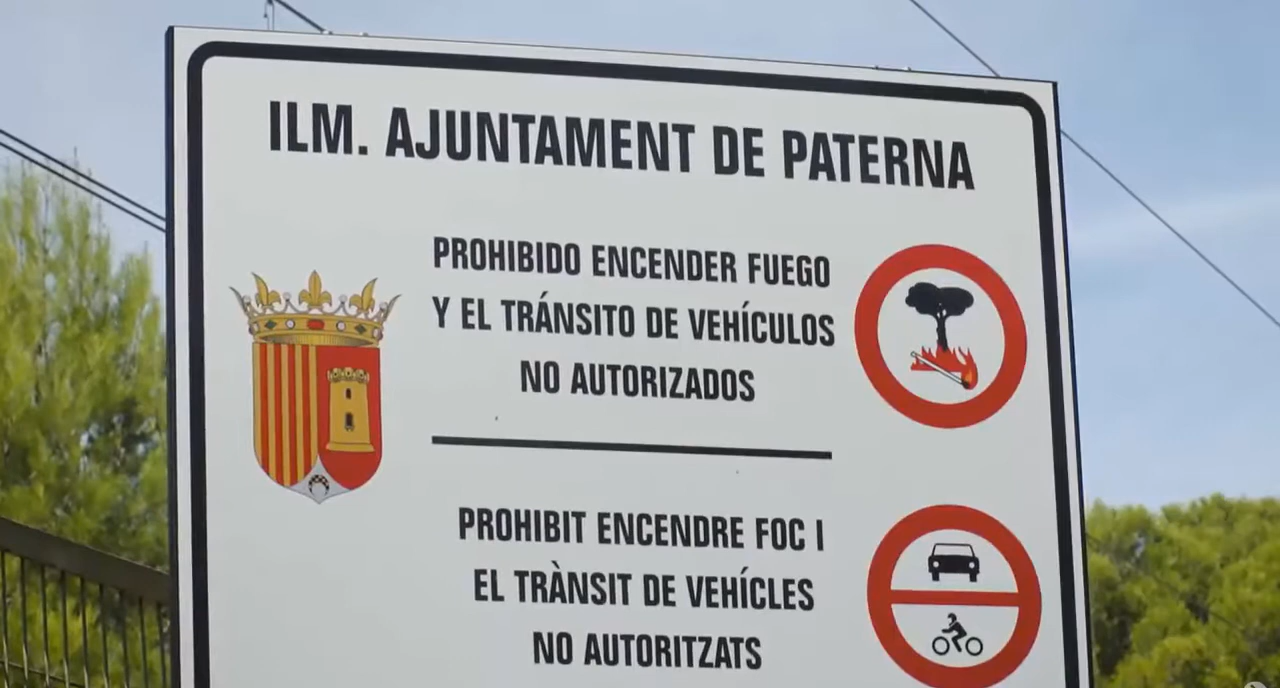 ILM. AJUNTAMENT DE PATERNA
PROHIBIDO ENCENDER FUEGO
Y EL TRÁNSITO DE VEHÍCULOS
NO AUTORIZADOS
PROHIBIT ENCENDRE FOC I
EL TRÀNSIT DE VEHÍCLES
NO AUTORITZATS